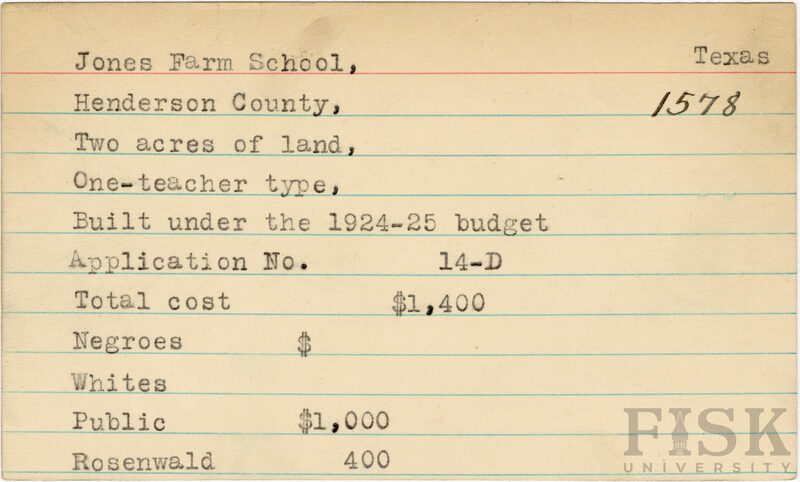 Jones Farm School, Texas
Henderson County, 1578
Two acres of land,
One-teacher type,
Built under the 1924-25 budget
Application No. 14-D
Total cost $1,400
Negroes $
Whites
Public $1,000
Rosenwald 400
FISK
UNIVERSITY